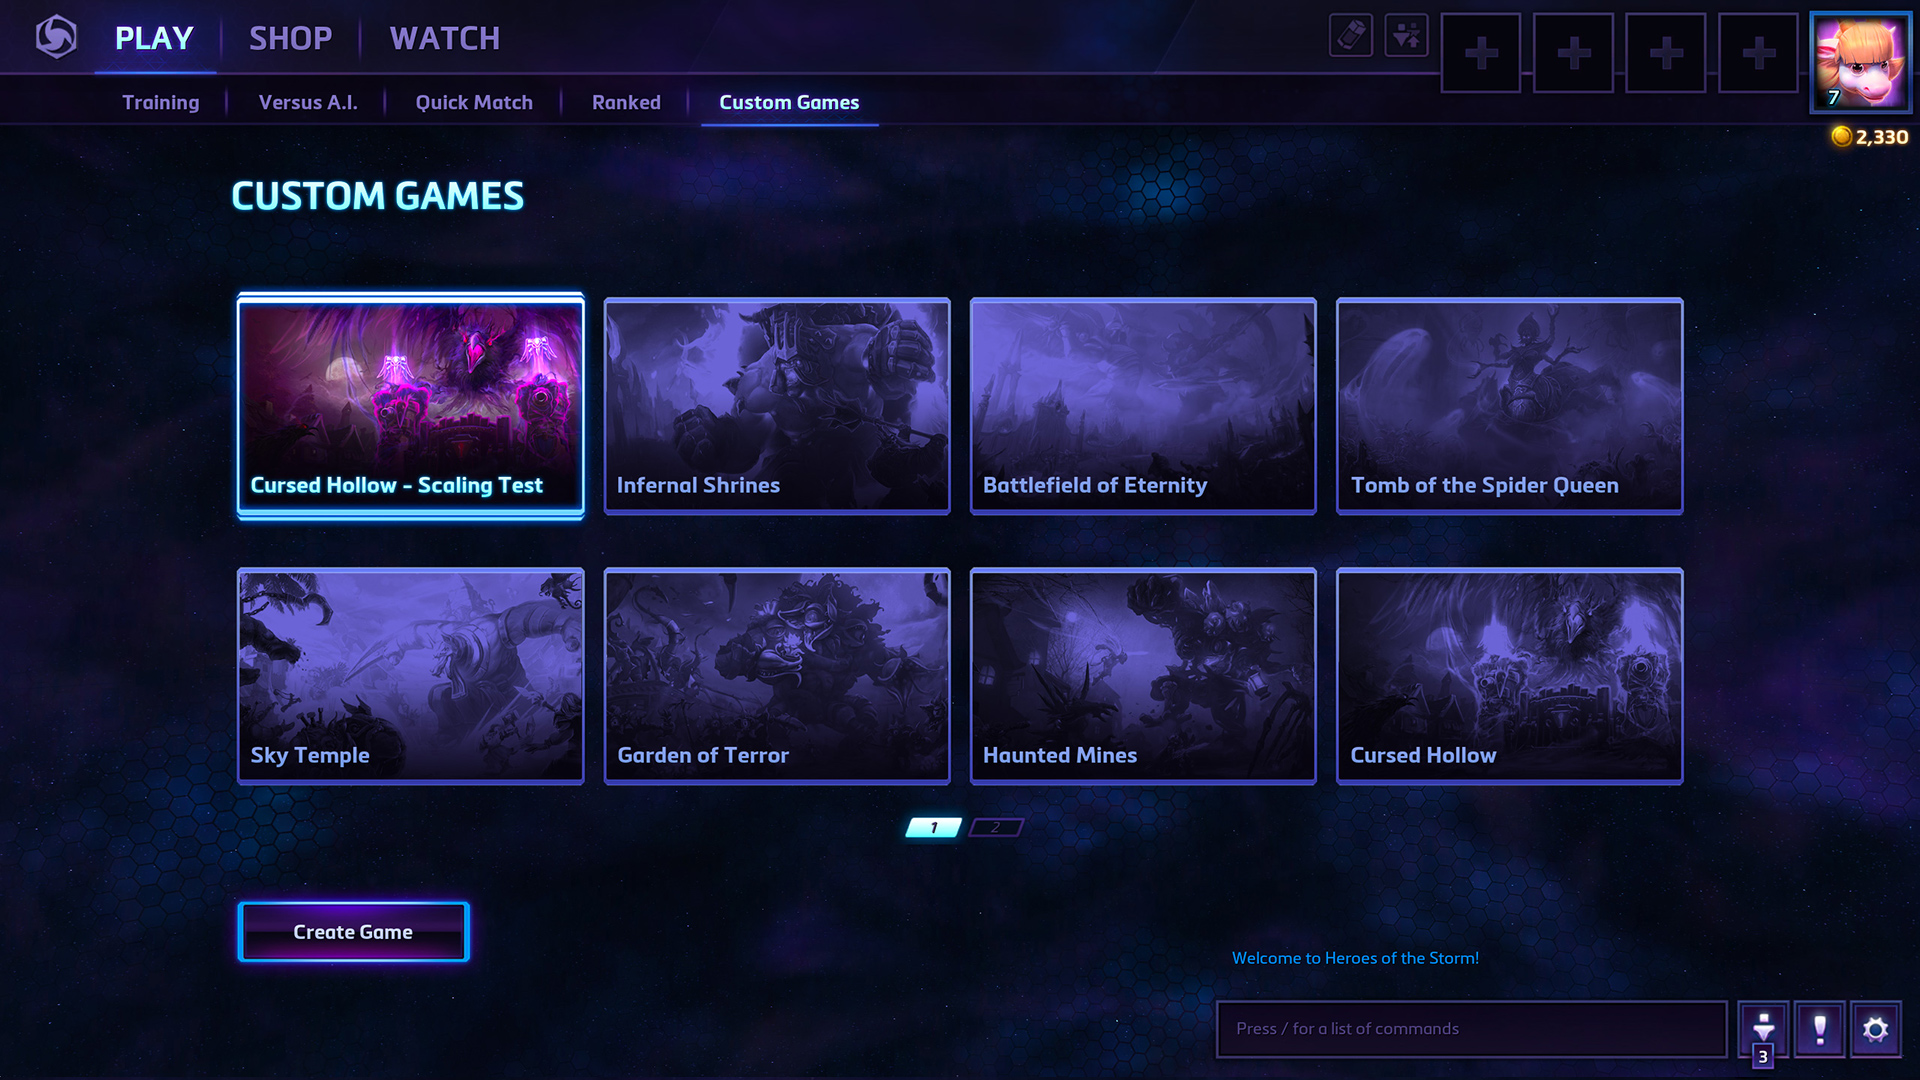 PLAY SHOP WATCH
7
2,330
Training Versus A.I. Quick Match Ranked Custom Games
CUSTOM GAMES
Cursed Hollow - Scaling Test Infernal Shrines Battlefield of Eternity Tomb of the Spider Queen
Sky Temple Garden of Terror Haunted Mines Cursed Hollow
1 2
Create Game
Welcome to Heroes of the Storm!
Press / for a list of commands
3